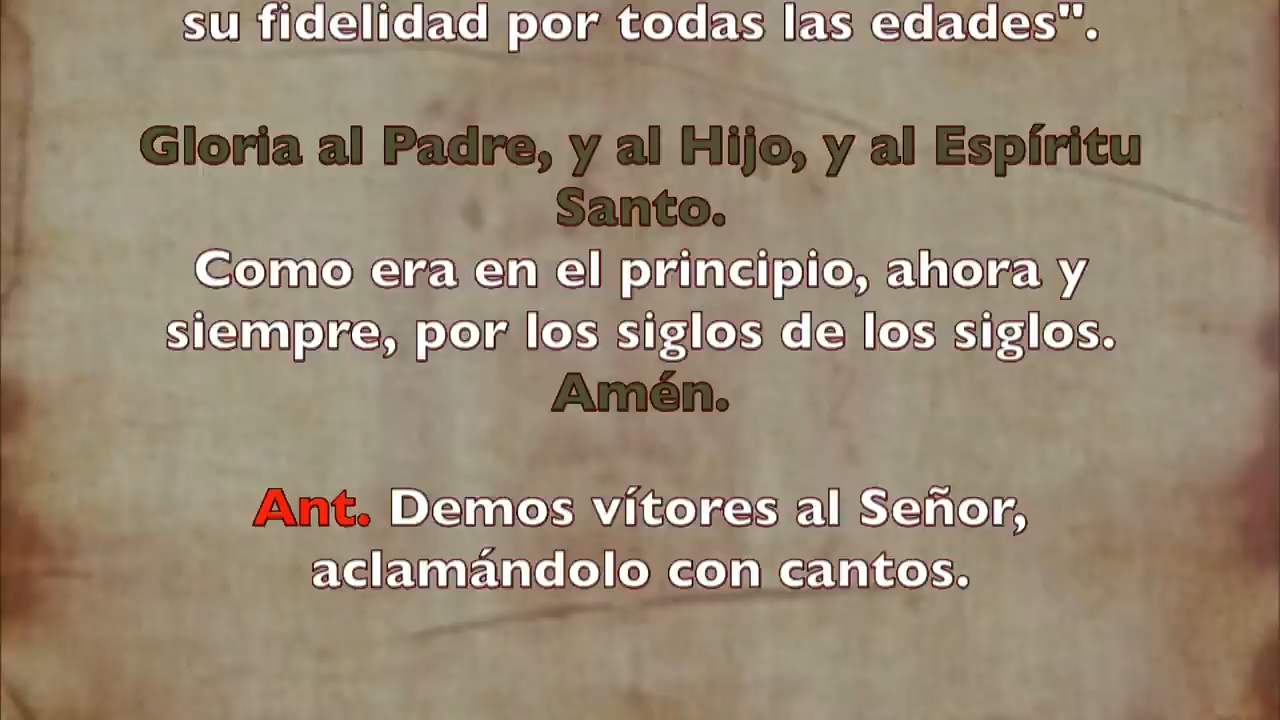 su fidelidad por todas las edades".
Gloria al Padre, y al Hijo, y al Espíritu
Santo.
Como era en el principio, ahora y
siempre, por los siglos de los siglos.
Amén.
Ant. Demos vítores al Señor,
aclamándolo con cantos.